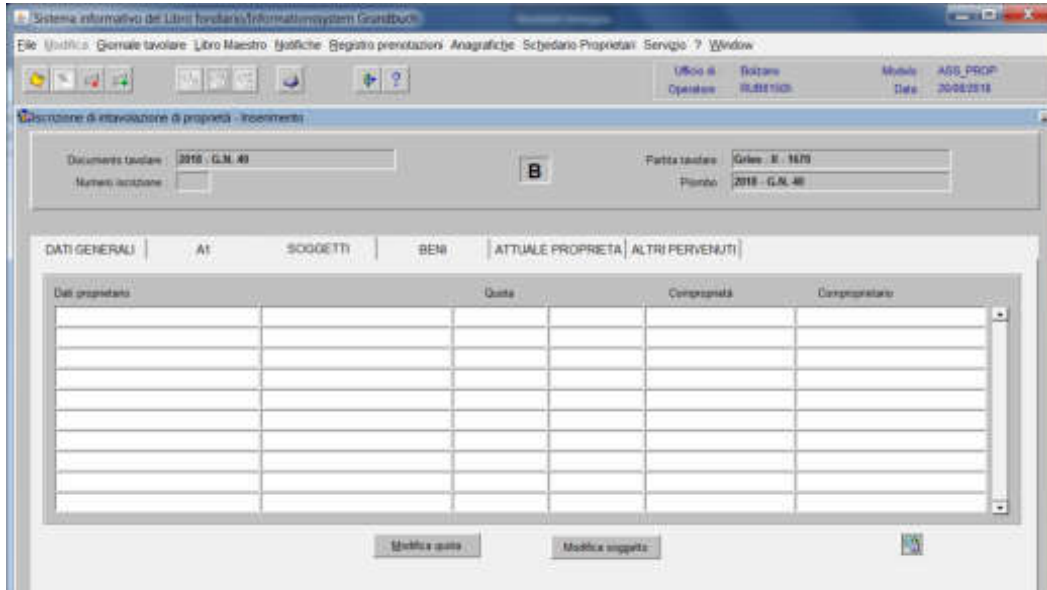 Sistema informativo del Libro fondiario/Informationssystem Grundbuch
File Modifica Giornale tavolare Libro Maestro Notifiche Registro prenotazioni Anagrafiche Schedario Proprietari Servizio ? Window
Ufficio di Bolzano Modulo ASS_PROP
Operatore Data 20/08/2018
Iscrizione di intavolazione di proprietà - Inserimento
Documento tavolare 2018 - G.N. 40 B Partita tavolare Gries - II - 1670
Numero iscrizione Piombo 2018 - G.N. 40
DATI GENERALI A1 SOGGETTI BENI ATTUALE PROPRIETA ALTRI PERVENUTI
Dati proprietario Quota Comproprietà Comproprietario
Modifica quota Modifica soggetto